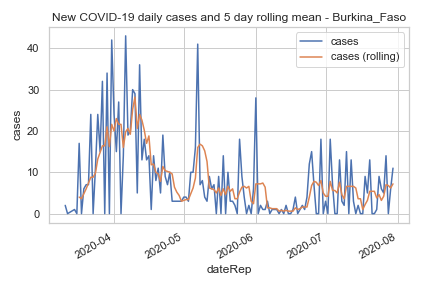 New COVID-19 daily cases and 5 day rolling mean - Burkina_Faso
cases
cases (rolling)
cases
40
30
20
10
0
2020-04
2020-05
2020-06
2020-07
2020-08
dateRep